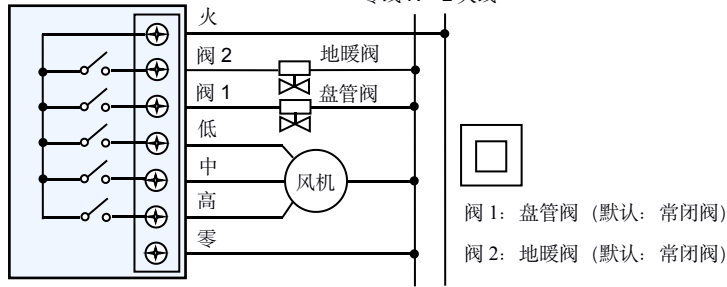 火
阀 2 地暖阀
阀 1 盘管阀
低
中
风机
高
零
阀 1：盘管阀（默认：常闭阀）
阀 2：地暖阀（默认：常闭阀）